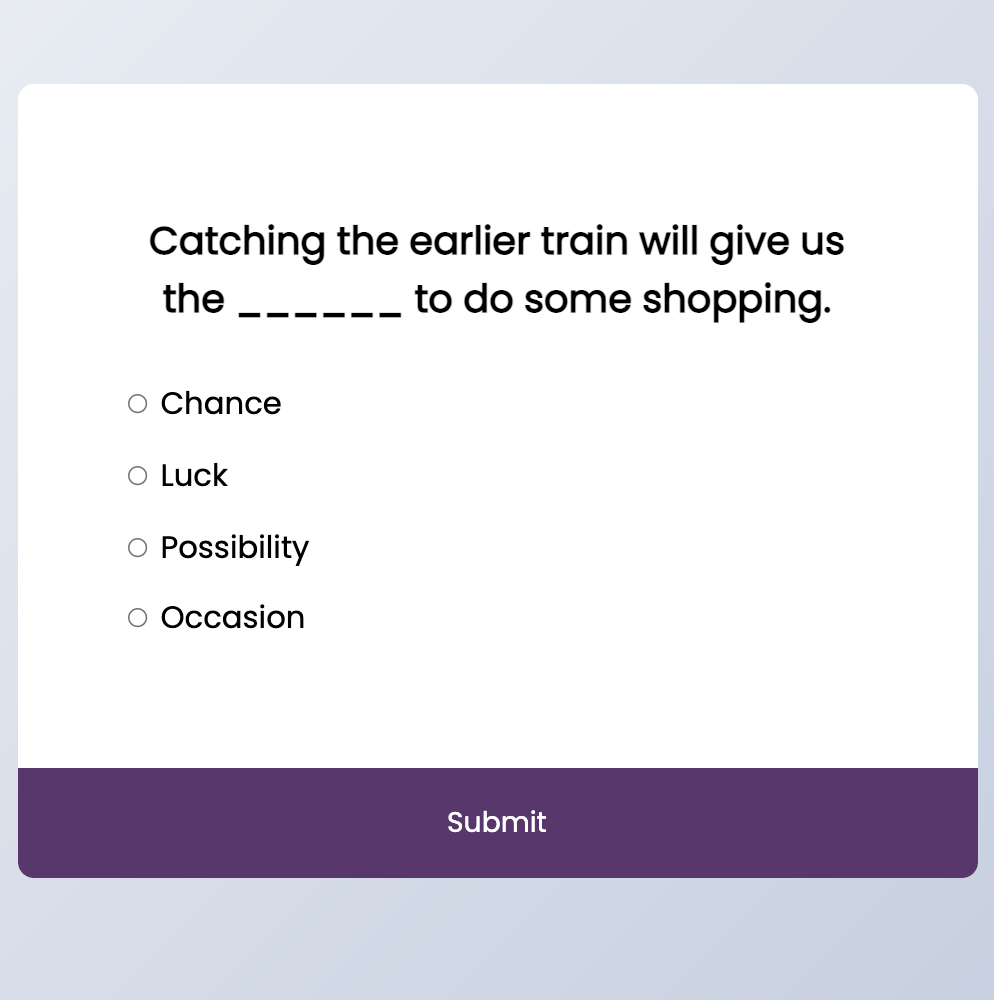 Catching the earlier train will give us
the ______ to do some shopping.
Chance
Luck
Possibility
Occasion
Submit